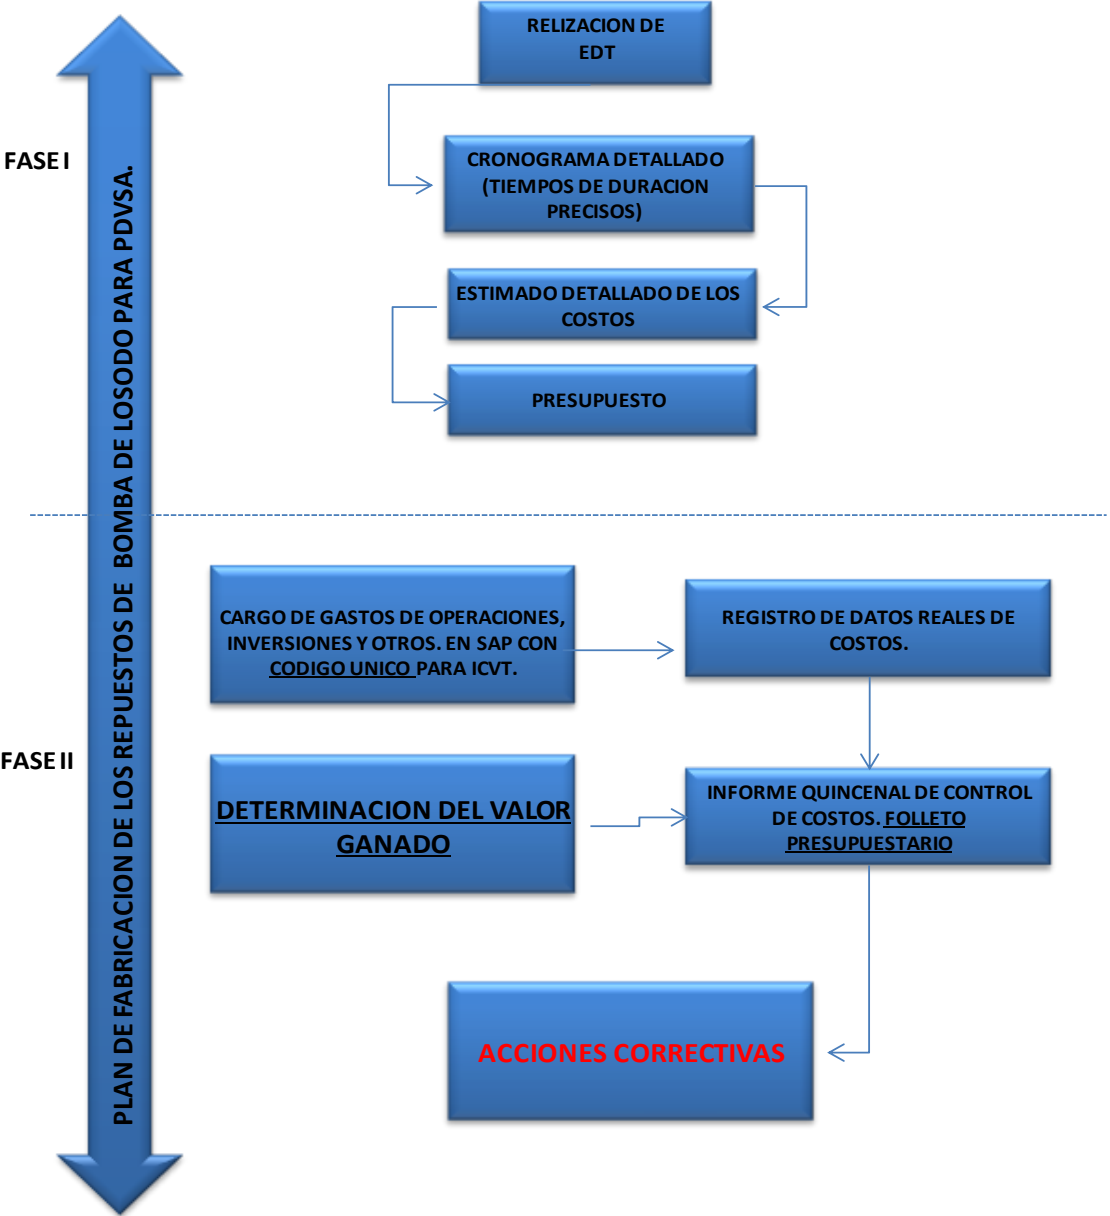 RELIZACION DE
EDT
FASE I
CRONOGRAMA DETALLADO
(TIEMPOS DE DURACION
PRECISOS)
ESTIMADO DETALLADO DE LOS
COSTOS
PRESUPUESTO
PLAN DE FABRICACION DE LOS REPUESTOS DE BOMBA DE LOSODO PARA PDVSA.
CARGO DE GASTOS DE OPERACIONES,
INVERSIONES Y OTROS. EN SAP CON
CODIGO UNICO PARA ICVT.
REGISTRO DE DATOS REALES DE
COSTOS.
FASE II
DETERMINACION DEL VALOR
GANADO
INFORME QUINCENAL DE CONTROL
DE COSTOS. FOLLETO
PRESUPUESTARIO
ACCIONES CORRECTIVAS